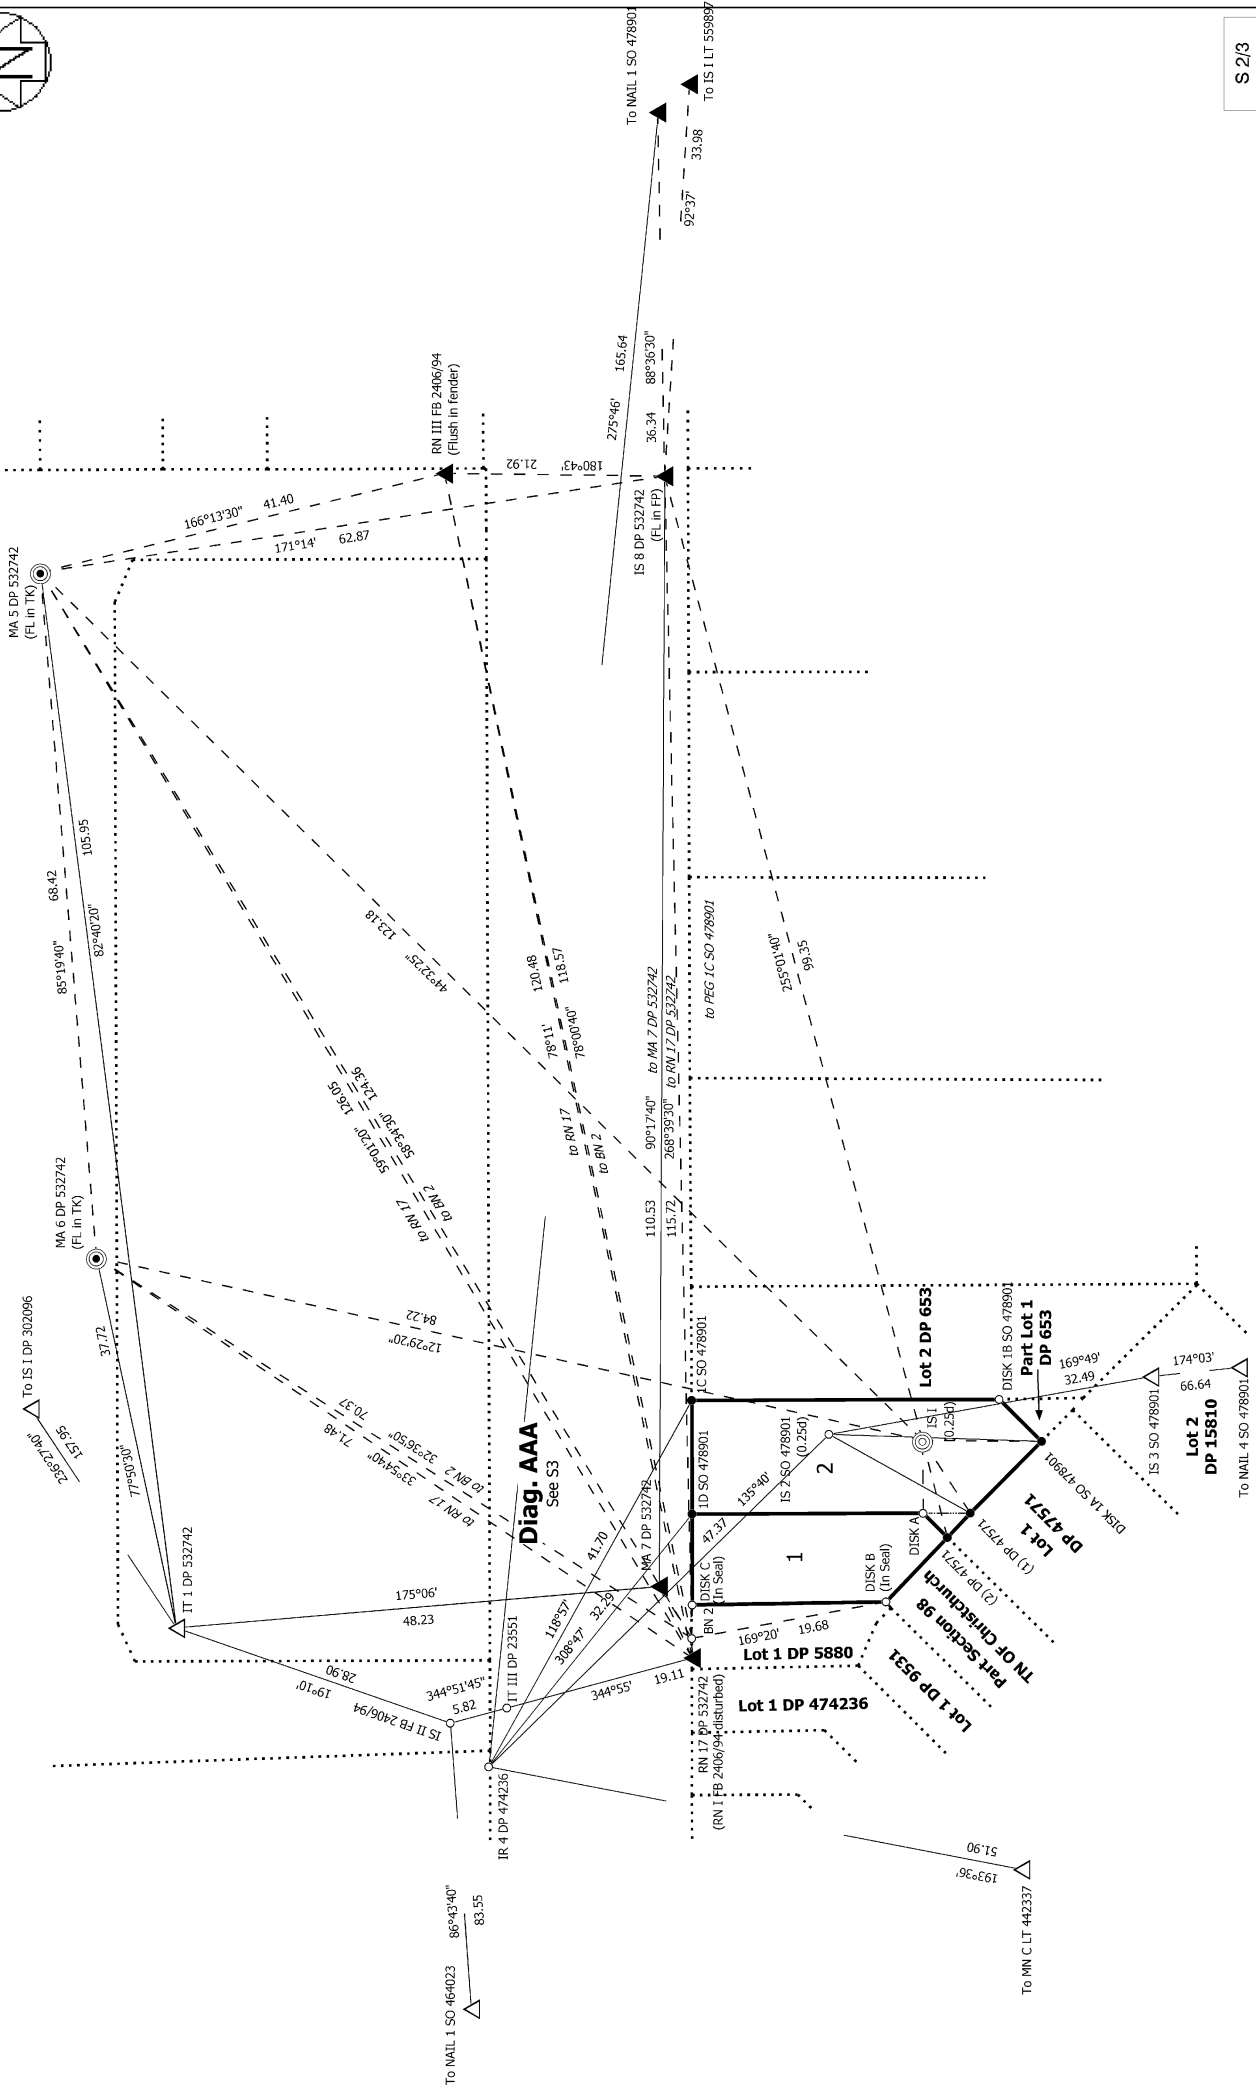 N
S 2/3
To NAIL 1 SO 478901
To IS I LT 559897
33.98
92°37'
165.64
275°46'
88°36'30"
36.34
RN III FB 2406/94
(Flush in fender)
21.92
180°43'
IS 8 DP 532742
(FL in FP)
166°13'30"
41.40
171°14'
62.87
MA 5 DP 532742
(FL in TK)
105.95
82°40'20"
68.42
85°19'40"
123.18
44°32'25"
MA 6 DP 532742
(FL in TK)
120.48
118.57
78°11'
78°00'40"
to RN 17
to BN 2
to MA 7 DP 532742
to RN 17 DP 532742
to PEG 1C SO 478901
90°17'40"
268°39'30"
110.53
115.72
255°01'40"
99.35
126.05
124.36
59°01'20"
58°34'30"
to RN 17
to BN 2
To IS I DP 302096
157.95
236°27'40"
37.72
77°50'30"
84.22
12°29'20"
70.37
71.48
32°36'50"
33°54'40"
to BN 2
to RN 17
Diag. AAA
See S3
IT 1 DP 532742
175°06'
48.23
28.90
19°10'
IS II FB 2406/94
344°51'45"
5.82
IT III DP 23551
344°55'
19.11
118°57'
41.70
308°47'
32.29
135°40'
47.37
MA 7 DP 532742
IR 4 DP 474236
RN 17 DP 532742
(RN I FB 2406/94-disturbed)
BN 2
DISK C
(In Seal)
1D SO 478901
1C SO 478901
IS 2 SO 478901
(0.25d)
2
1
IS I
(0.25d)
DISK A
DISK B
(In Seal)
169°20'
19.68
Lot 1 DP 5880
Lot 1 DP 474236
Lot 2 DP 653
DISK 1B SO 478901
Part Lot 1
DP 653
169°49'
32.49
174°03'
66.64
IS 3 SO 478901
Lot 2
DP 15810
To NAIL 4 SO 478901
DISK 1A SO 478901
Lot 1
DP 47571
(1) DP 47571
(2) DP 47571
Part Section 98
TN OF Christchurch
Lot 1 DP 9531
To NAIL 1 SO 464023
86°43'40"
83.55
51.90
193°36'
To MN C LT 442337